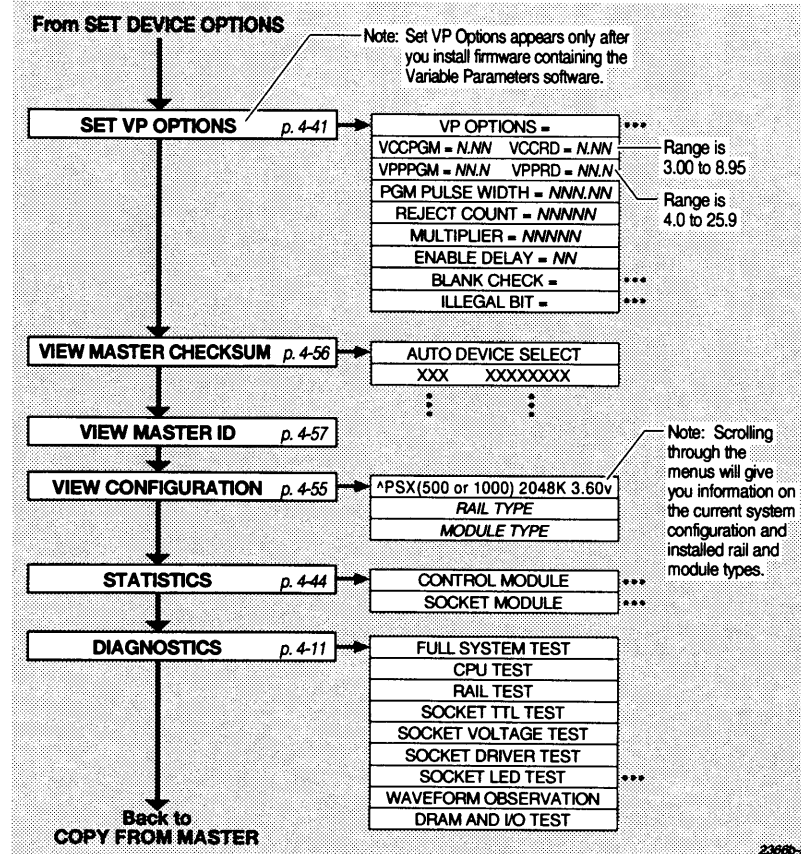 From SET DEVICE OPTIONS
Note: Set VP Options appears only after
you install firmware containing the
Variable Parameters software.
SET VP OPTIONS p. 4-41
VP OPTIONS = •••
VCCPGM = N.NN VCCRD = N.NN
VPPPGM = NN.N VPPRD = NN.N
PGM PULSE WIDTH = NNN.NN
REJECT COUNT = NNNNN
MULTIPLIER = NNNNN
ENABLE DELAY = NN
BLANK CHECK = •••
ILLEGAL BIT = •••
Range is
3.00 to 8.95
Range is
4.0 to 25.9
VIEW MASTER CHECKSUM p. 4-56
AUTO DEVICE SELECT
XXX XXXXXXXX
VIEW MASTER ID p. 4-57
VIEW CONFIGURATION p. 4-55
^PSX(500 or 1000) 2048K 3.60v
RAIL TYPE
MODULE TYPE
Note: Scrolling
through the
menus will give
you information on
the current system
configuration and
installed rail and
module types.
STATISTICS p. 4-44
CONTROL MODULE •••
SOCKET MODULE •••
DIAGNOSTICS p. 4-11
FULL SYSTEM TEST
CPU TEST
RAIL TEST
SOCKET TTL TEST
SOCKET VOLTAGE TEST
SOCKET DRIVER TEST
SOCKET LED TEST •••
WAVEFORM OBSERVATION
DRAM AND I/O TEST
Back to
COPY FROM MASTER